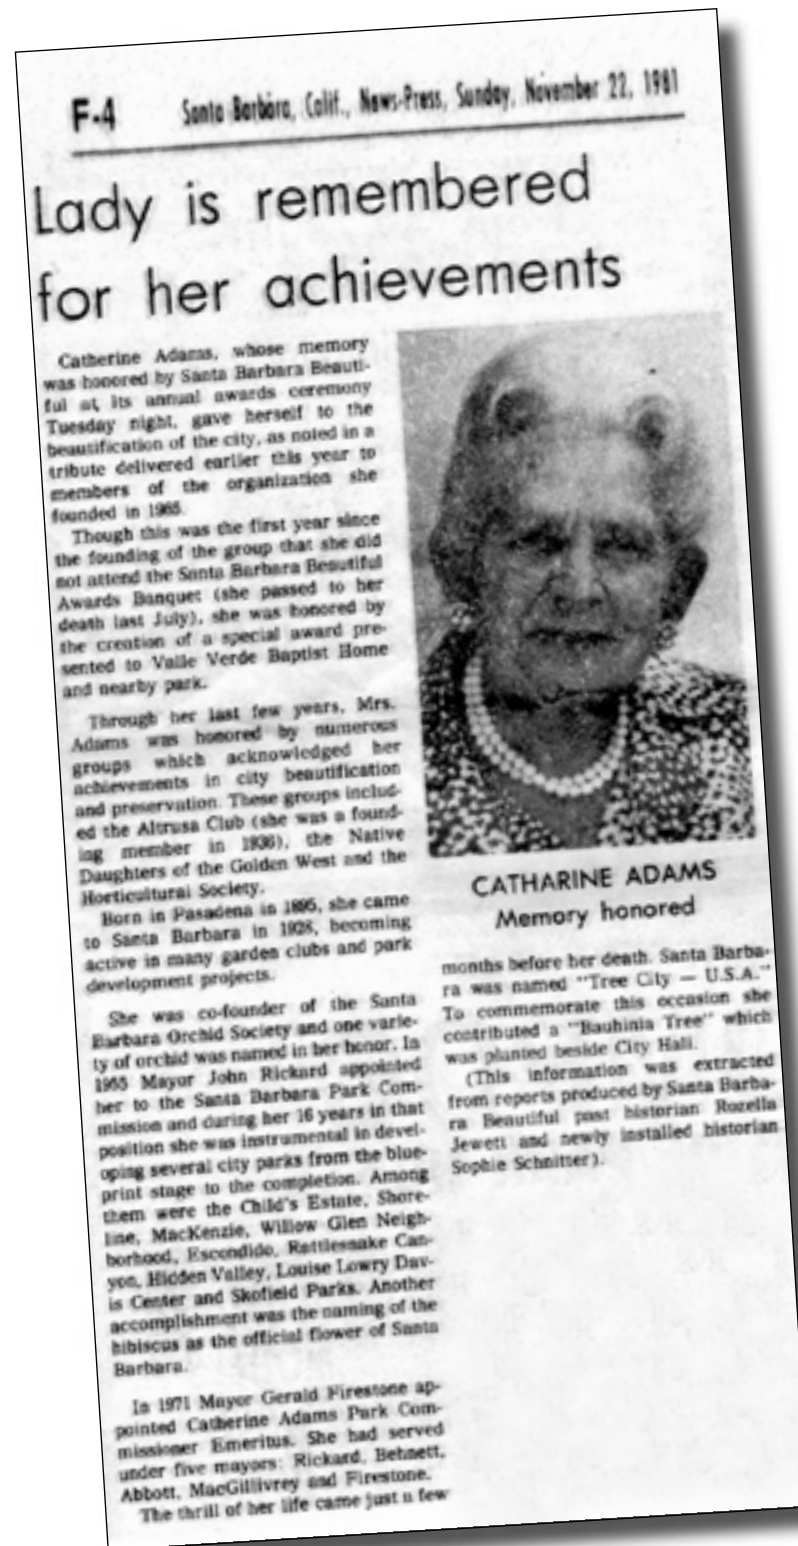 F-4 Santa Barbara, Calif., News-Press, Sunday, November 22, 1981
Lady is remembered
for her achievements
Catherine Adams, whose memory
was honored by Santa Barbara Beauti-
ful at its annual awards ceremony
Tuesday night, gave herself to the
beautification of the city, as noted in a
tribute delivered earlier this year to
members of the organization she
founded in 1965.
Though this was the first year since
the founding of the group that she did
not attend the Santa Barbara Beautiful
Awards Banquet (she passed to her
death last July), she was honored by
the creation of a special award pre-
sented to Valle Verde Baptist Home
and nearby park.
Through her last few years, Mrs.
Adams was honored by numerous
groups which acknowledged her
achievements in city beautification
and preservation. These groups includ-
ed the Altrusa Club (she was a found-
ing member in the Native
Daughters of the Golden West and the
Horticultural Society.
Born in Pasadena in 1895, she came
to Santa Barbara in 1928, becoming
active in many garden clubs and park
development projects.
She was co-founder of the Santa
Barbara Orchid Society and one varie-
ty of orchid was named in her honor. In
1955 Mayor John Rickard appointed
her to the Santa Barbara Park Com-
mission and during her 16 years in that
position she was instrumental in devel-
oping several city parks from the blue-
print stage to the completion. Among
them were the Child's Estate, Shore-
line, MacKenzie, Willow Glen Neigh-
borhood, Escondido, Rattlesnake Can-
yon, Hidden Valley, Louise Lowry Dav-
is Center and Skofield Parks. Another
accomplishment was the naming of the
hibiscus as the official flower of Santa
Barbara.
In 1971 Mayor Gerald Firestone ap-
pointed Catherine Adams Park Com-
missioner Emeritus. She had served
under five mayors: Rickard, Behnett,
Abbott, MacGillivrey and Firestone.
The thrill of her life came just a few
CATHARINE ADAMS
Memory honored
months before her death. Santa Barba-
ra was named "Tree City — U.S.A."
To commemorate this occasion she
contributed a "Bauhinia Tree" which
was planted beside City Hall.
(This information was extracted
from reports produced by Santa Barba-
ra Beautiful past historian Rozella
Jewett and newly installed historian
Sophie Schnitter).